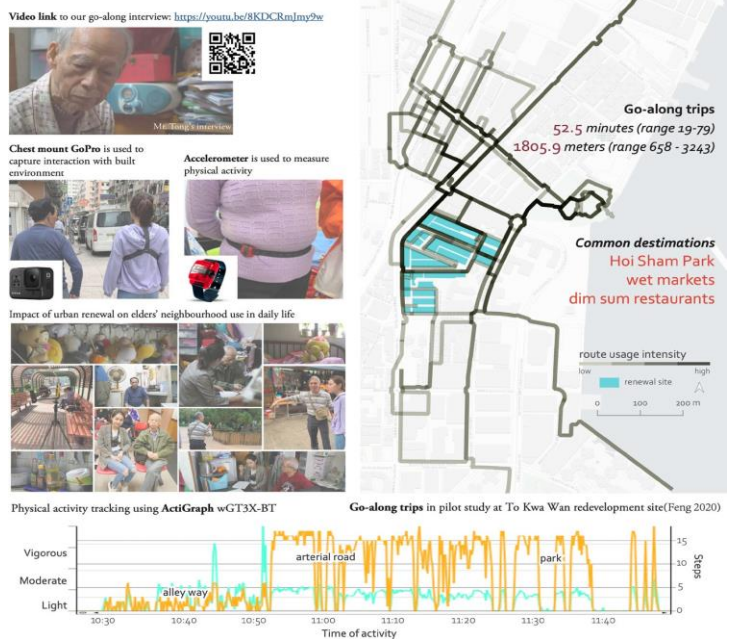 Video link to our go-along interview: https://youtu.be/8KDCRmJmy9w
Mr. Tong's interview
Chest mount GoPro is used to
capture interaction with built
environment
Accelerometer is used to measure
physical activity
Impact of urban renewal on elders' neighbourhood use in daily life
Go-along trips
52.5 minutes (range 19-79)
1805.9 meters (range 658 - 3243)
Common destinations
Hoi Sham Park
wet markets
dim sum restaurants
route usage intensity
low
high
renewal site
0
100
200 m
Physical activity tracking using ActiGraph wGT3X-BT
Go-along trips in pilot study at To Kwa Wan redevelopment site(Feng 2020)
Vigorous
Moderate
Light
alley way
arterial road
park
15
10
5
0
Steps
10:30
10:40
10:50
11:00
11:10
11:20
11:30
11:40
Time of activity